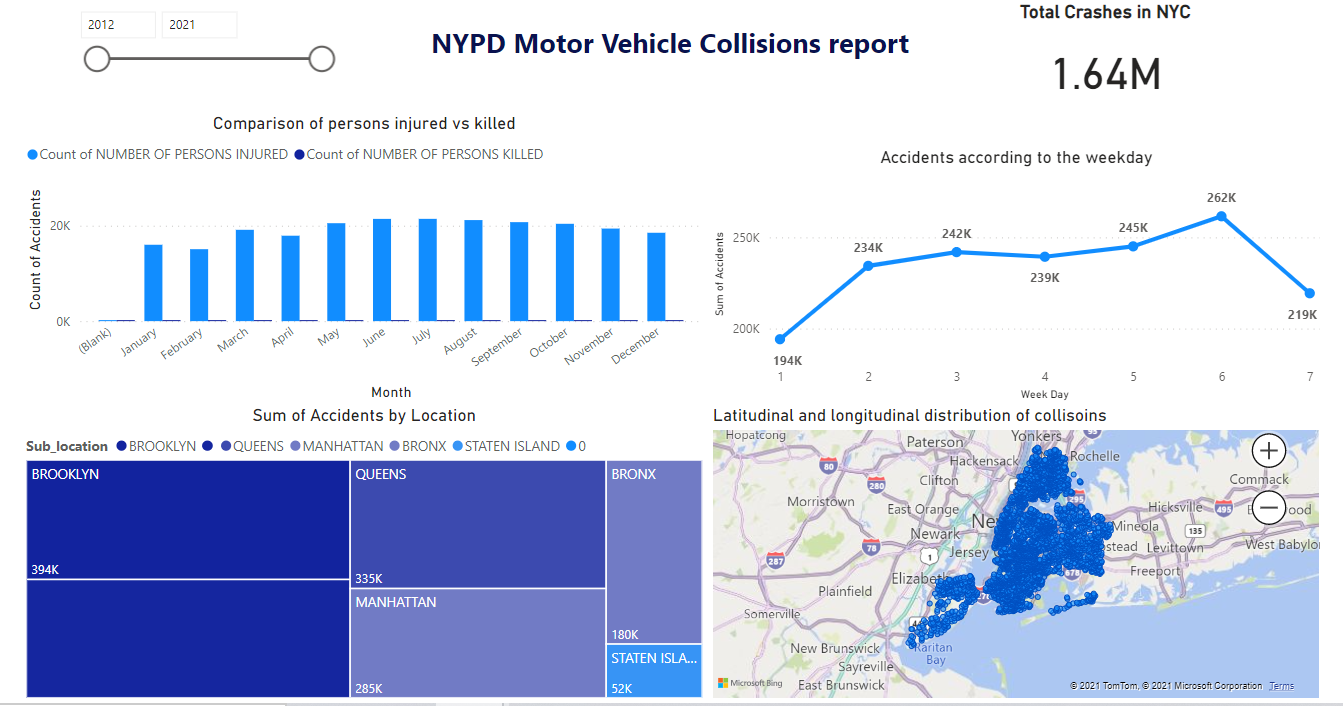 2012 2021
NYPD Motor Vehicle Collisions report
Total Crashes in NYC
1.64M
Comparison of persons injured vs killed
Count of NUMBER OF PERSONS INJURED Count of NUMBER OF PERSONS KILLED
Count of Accidents
20K
0K
(Blank) January February March April May June July August September October November December
Month
Accidents according to the weekday
Sum of Accidents
250K
200K
194K 234K 242K 239K 245K 262K 219K
1 2 3 4 5 6 7
Week Day
Sum of Accidents by Location
Sub_location BROOKLYN QUEENS MANHATTAN BRONX STATEN ISLAND 0
BROOKLYN
394K
QUEENS
335K
MANHATTAN
285K
BRONX
180K
STATEN ISLA...
52K
Latitudinal and longitudinal distribution of collisoins
Hopatcong
Paterson
Yonkers
Hackensack
Rochelle
80
95
Clifton
280
Commack
Morristown
295
East Orange
Hicksville
495
ood
Ne
Mineola
135
Newark
78
Jersey
stead
Levittown
West Babylo
1
287
Elizabeth
678
Freeport
Plainfield
Somerville
New Brunswick
Raritan
Bay
Sayreville
East Brunswick
Microsoft Bing
© 2021 TomTom, © 2021 Microsoft Corporation Terms